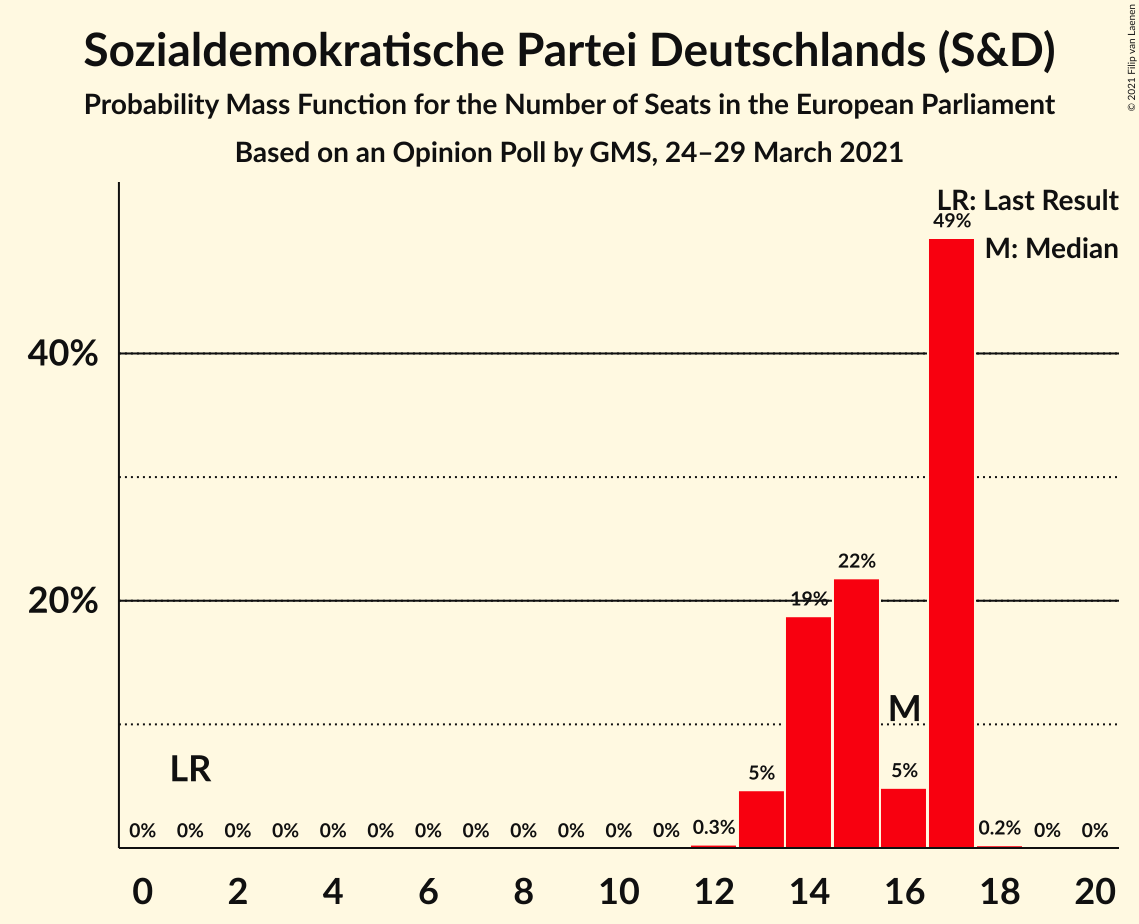 Sozialdemokratische Partei Deutschlands (S&D)
Probability Mass Function for the Number of Seats in the European Parliament
Based on an Opinion Poll by GMS, 24–29 March 2021
© 2021 Filip van Laenen
LR: Last Result
M: Median
49%
40%
22%
20%
19%
M
LR
5%
5%
0% 0% 0% 0% 0% 0% 0% 0% 0% 0% 0% 0% 0.3% 0.2% 0% 0%
0 2 4 6 8 10 12 14 16 18 20